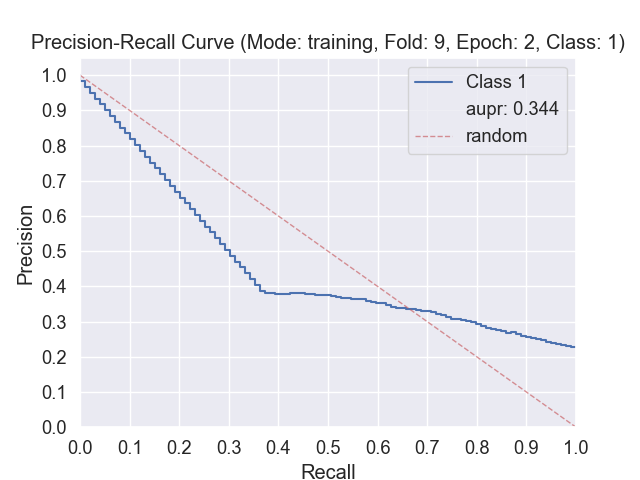 Precision-Recall Curve (Mode: training, Fold: 9, Epoch: 2, Class: 1)
Class 1
aupr: 0.344
random
1.0
0.9
0.8
0.7
0.6
0.5
0.4
0.3
0.2
0.1
0.0
Precision
0.0 0.1 0.2 0.3 0.4 0.5 0.6 0.7 0.8 0.9 1.0
Recall